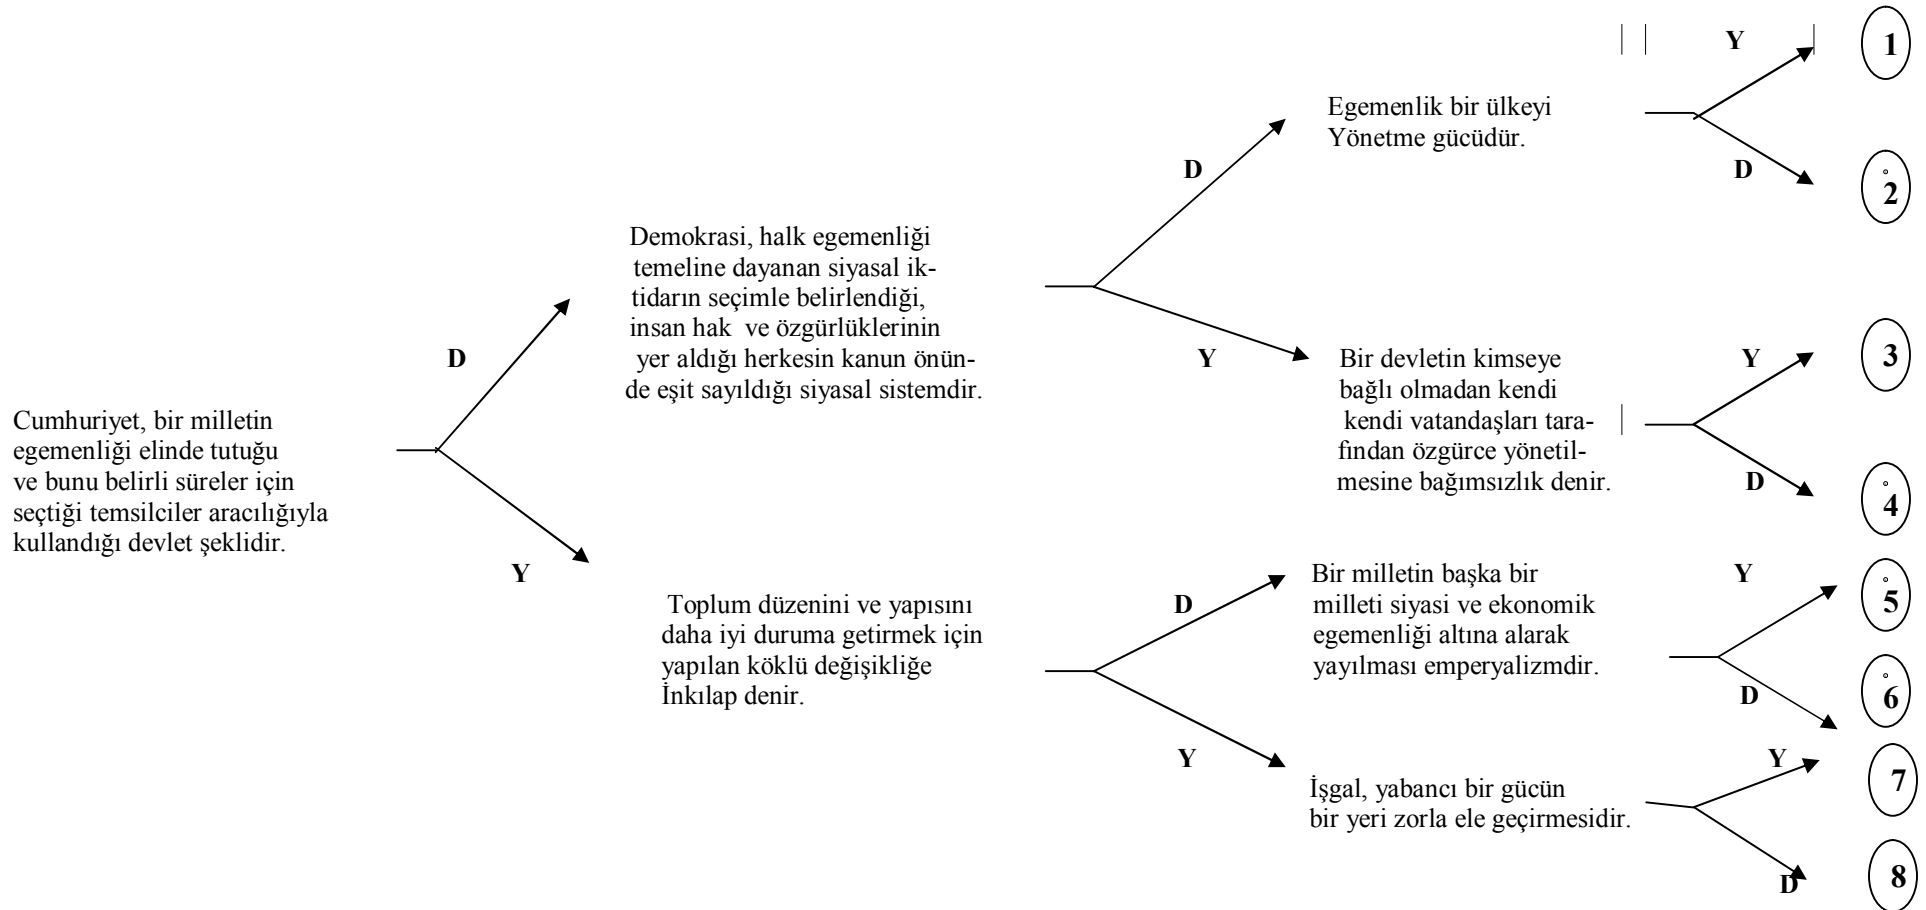 Cumhuriyet, bir milletin
egemenliği elinde tutuğu
ve bunu belirli süreler için
seçtiği temsilciler aracılığıyla
kullandığı devlet şeklidir.
D
Y
Demokrasi, halk egemenliği
temeline dayanan siyasal ik-
tidarın seçimle belirlendiği,
insan hak ve özgürlüklerinin
yer aldığı herkesin kanun önün-
de eşit sayıldığı siyasal sistemdir.
Toplum düzenini ve yapısını
daha iyi duruma getirmek için
yapılan köklü değişikliğe
İnkılap denir.
D
Y
D
Y
Egemenlik bir ülkeyi
Yönetme gücüdür.
Y
D
1
2
Bir devletin kimseye
bağlı olmadan kendi
kendi vatandaşları tara-
fından özgürce yönetil-
mesine bağımsızlık denir.
Y
D
3
4
Bir milletin başka bir
milleti siyasi ve ekonomik
egemenliği altına alarak
yayılması emperyalizmdir.
Y
D
5
6
İşgal, yabancı bir gücün
bir yeri zorla ele geçirmesidir.
Y
D
7
8